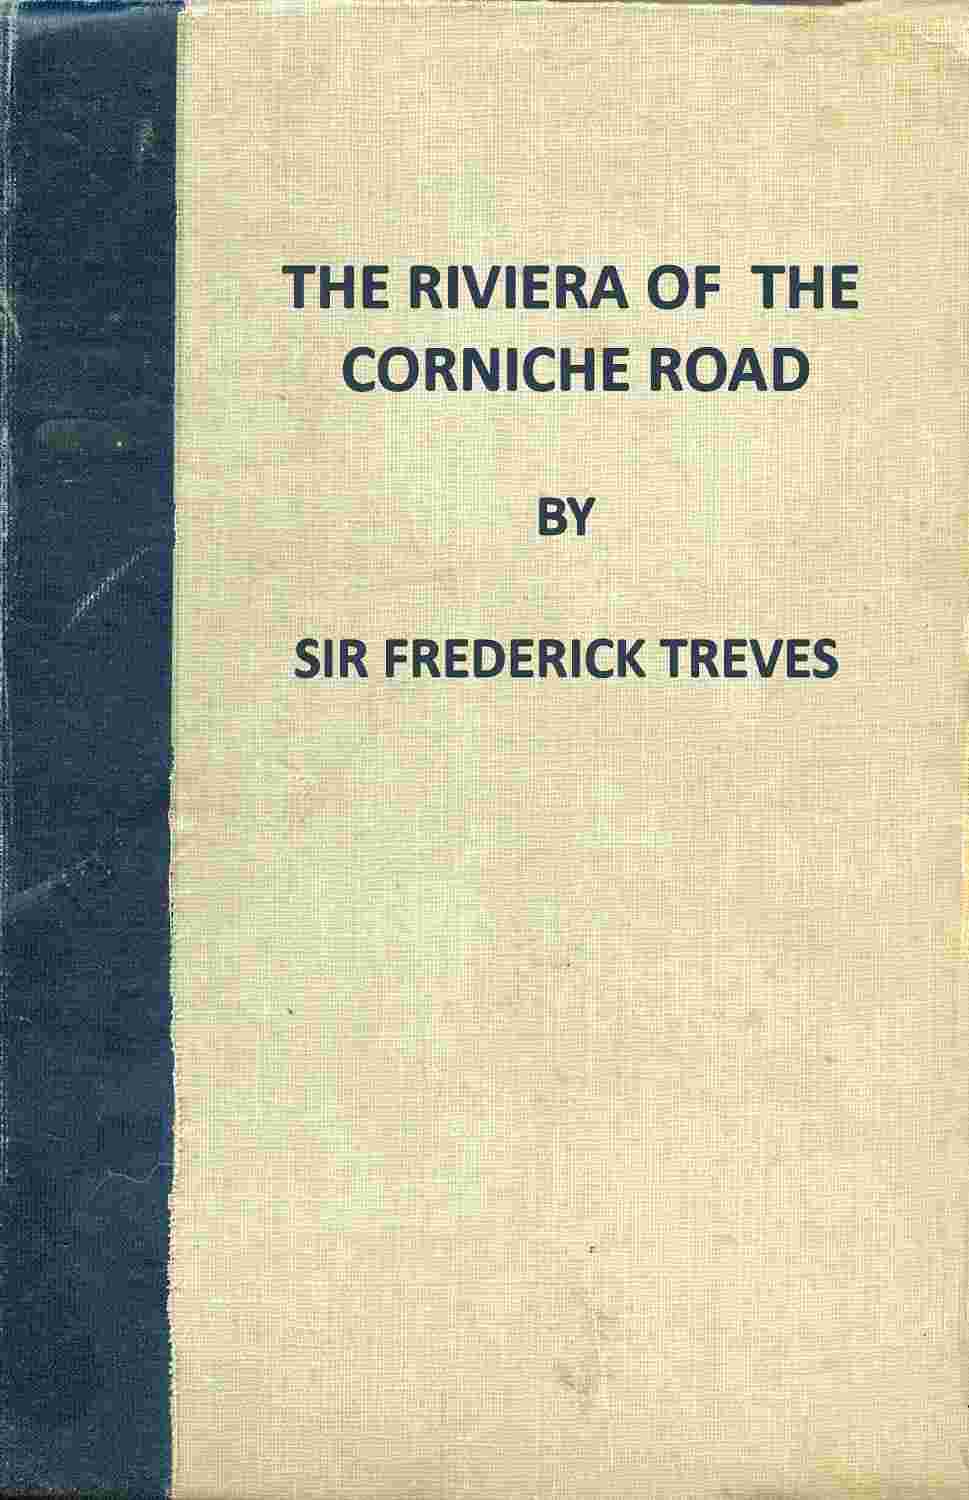 THE RIVIERA OF THE
CORNICHE ROAD
BY
SIR FREDERICK TREVES